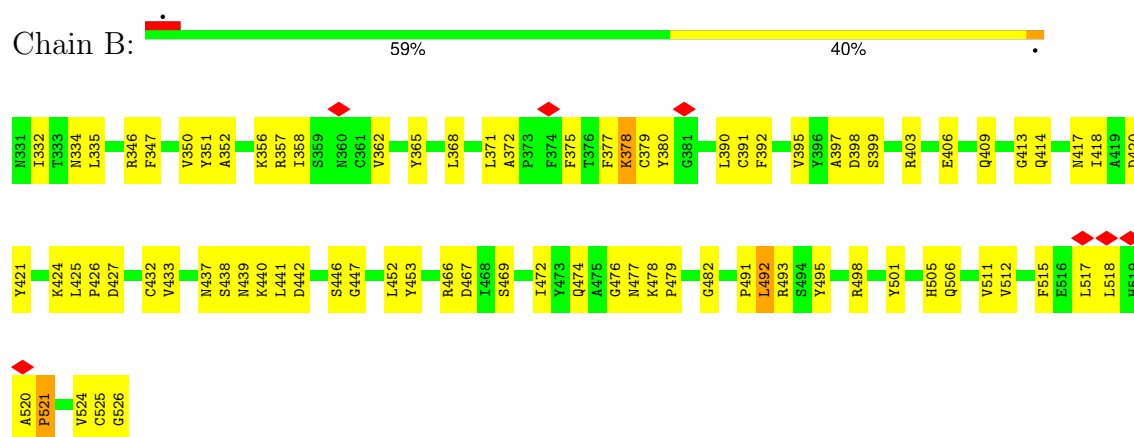 Chain B:
59%
40%
N331 I332 T333 N334 L335 R346 F347 V350 Y351 A352 K356 R357 I358 S359 N360 C361 V362 Y365 L368 L371 A372 P373 F374 F375 T376 F377 K378 C379 Y380 G381 L390 C391 F392 V395 Y396 A397 D398 S399 R403 E406 Q409 G413 Q414 N417 I418 A419 D420
Y421 K424 L425 P426 D427 C432 V433 N437 S438 N439 K440 L441 D442 S446 G447 L452 Y453 R466 D467 I468 S469 I472 Y473 Q474 A475 G476 N477 K478 P479 G482 P491 L492 R493 S494 Y495 R498 Y501 H505 Q506 V511 V512 F515 E516 L517 L518 H519
A520 P521 V524 C525 G526